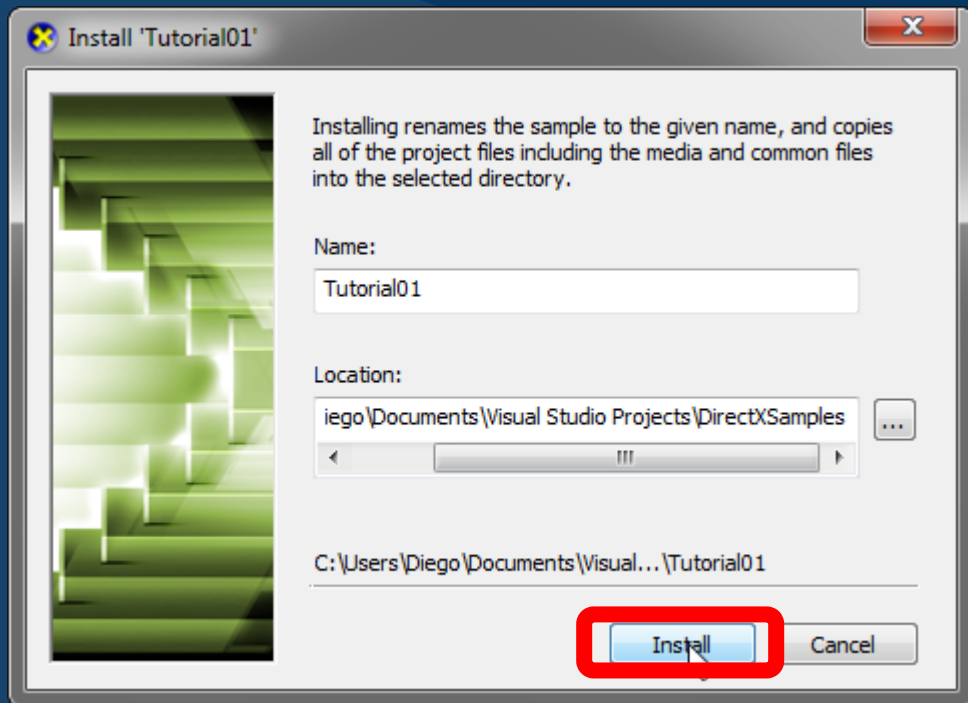 Install 'Tutorial01'
Installing renames the sample to the given name, and copies
all of the project files including the media and common files
into the selected directory.
Name:
Tutorial01
Location:
iego\Documents\Visual Studio Projects\DirectXSamples
...
C:\Users\Diego\Documents\Visual...\Tutorial01
Install
Cancel